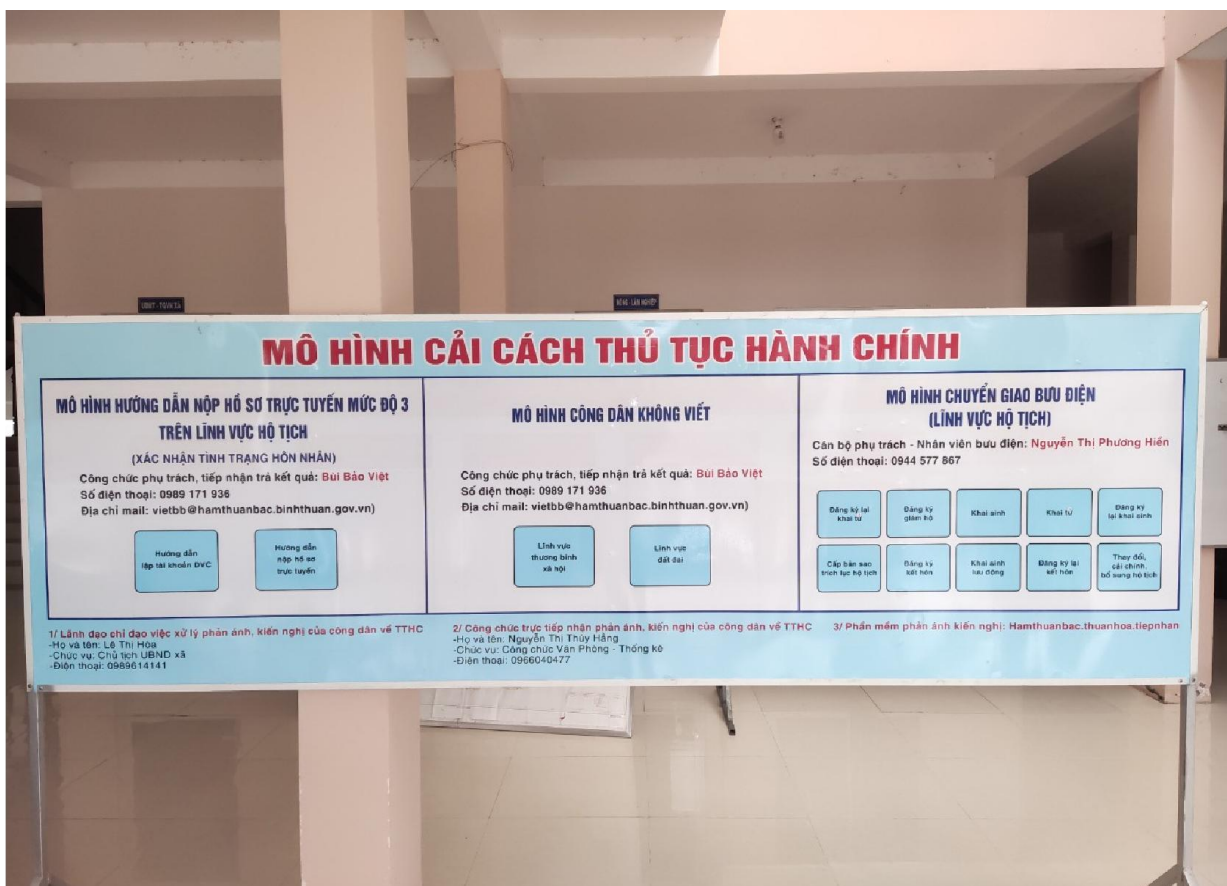 MÔ HÌNH CẢI CÁCH THỦ TỤC HÀNH CHÍNH
MÔ HÌNH HƯỚNG DẪN NỘP HỒ SƠ TRỰC TUYẾN MỨC ĐỘ 3
TRÊN LĨNH VỰC HỘ TỊCH
(XÁC NHẬN TÌNH TRẠNG HÔN NHÂN)
Công chức phụ trách, tiếp nhận trả kết quả: Bùi Bảo Việt
Số điện thoại: 0989 171 936
Địa chỉ mail: vietbb@hamthuanbac.binhthuan.gov.vn)
Hướng dẫn
lập tài khoản DVC
Hướng dẫn
nộp hồ sơ
trực tuyến
MÔ HÌNH CÔNG DÂN KHÔNG VIẾT
Công chức phụ trách, tiếp nhận trả kết quả: Bùi Bảo Việt
Số điện thoại: 0989 171 936
Địa chỉ mail: vietbb@hamthuanbac.binhthuan.gov.vn)
Lĩnh vực
thương binh
xã hội
Lĩnh vực
đất đai
MÔ HÌNH CHUYỂN GIAO BƯU ĐIỆN
(LĨNH VỰC HỘ TỊCH)
Cán bộ phụ trách - Nhân viên bưu điện: Nguyễn Thị Phương Hiền
Số điện thoại: 0944 577 867
Đăng ký lại
khai tử
Đăng ký
giám hộ
Khai sinh
Khai tử
Đăng ký
lại khai sinh
Cấp bản sao
trích lục hộ tịch
Đăng ký
kết hôn
Khai sinh
lưu động
Đăng ký lại
kết hôn
Thay đổi,
cải chính,
bổ sung hộ tịch
1/ Lãnh đạo chỉ đạo việc xử lý phản ánh, kiến nghị của công dân về TTHC
-Họ và tên: Lê Thị Hòa
-Chức vụ: Chủ tịch UBND xã
-Điện thoại: 0989614141
2/ Công chức trực tiếp nhận phản ánh, kiến nghị của công dân về TTHC
-Họ và tên: Nguyễn Thị Thúy Hằng
-Chức vụ: Công chức Văn Phòng - Thống kê
-Điện thoại: 0966040477
3/ Phần mềm phản ánh kiến nghị: Hamthuanbac.thuanhoa.tiepnhan